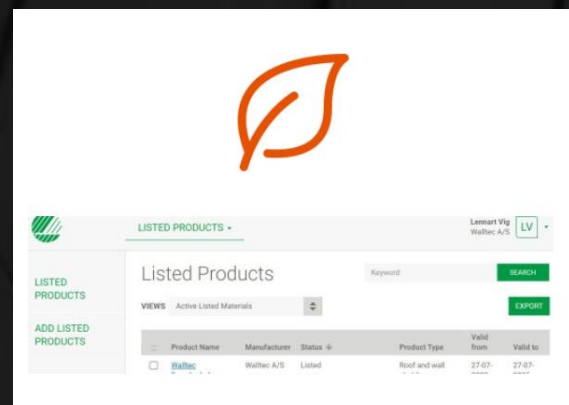 LISTED PRODUCTS
Lennart Vig
Walltec A/S
LV
LISTED
PRODUCTS
ADD LISTED
PRODUCTS
Listed Products
Keyword
SEARCH
VIEWS Active Listed Materials
EXPORT
Product Name Manufacturer Status Product Type Valid from Valid to
Walltec Walltec A/S Listed Roof and wall 27-07- 27-07-